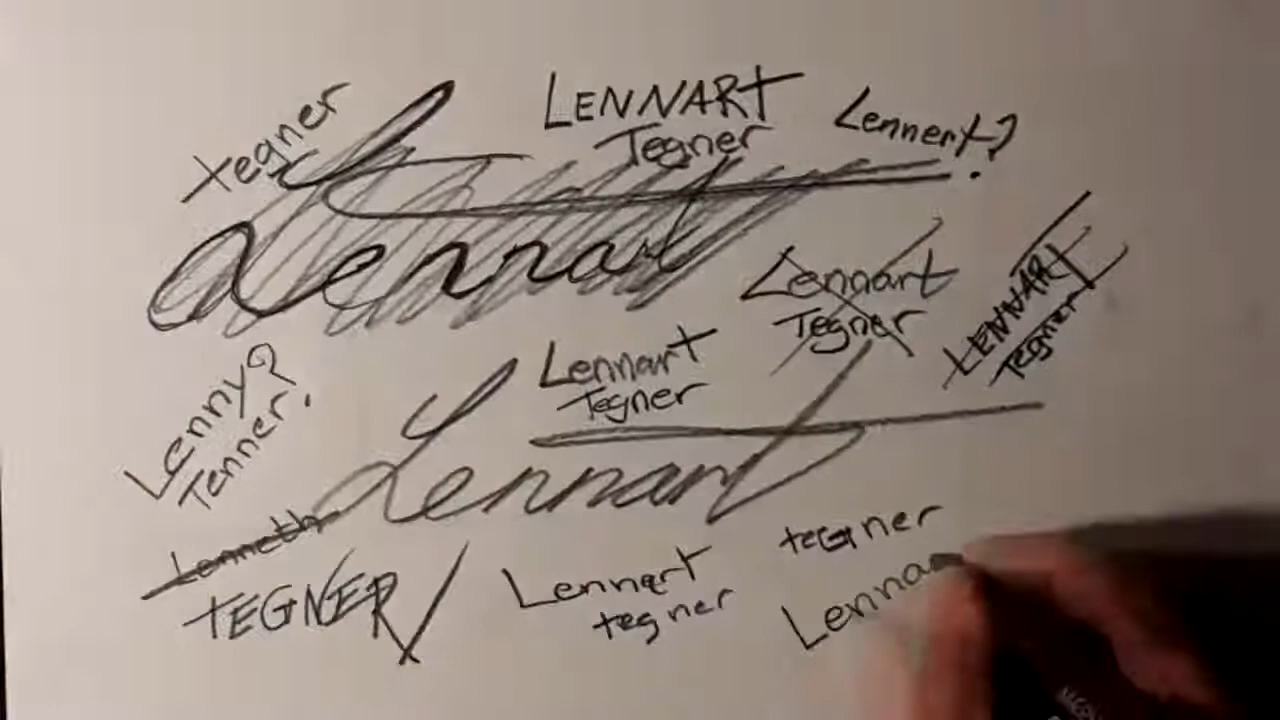 Tegner
LENNART
Tegner
Lennert?
Lennart
Lennart
Tegner
LENNART
Tegner
Lennart
Tegner
Lenny?
Tenner.
Lennart
Lenneth
TEGNER
Lennart
tegner
tegner
Lenna